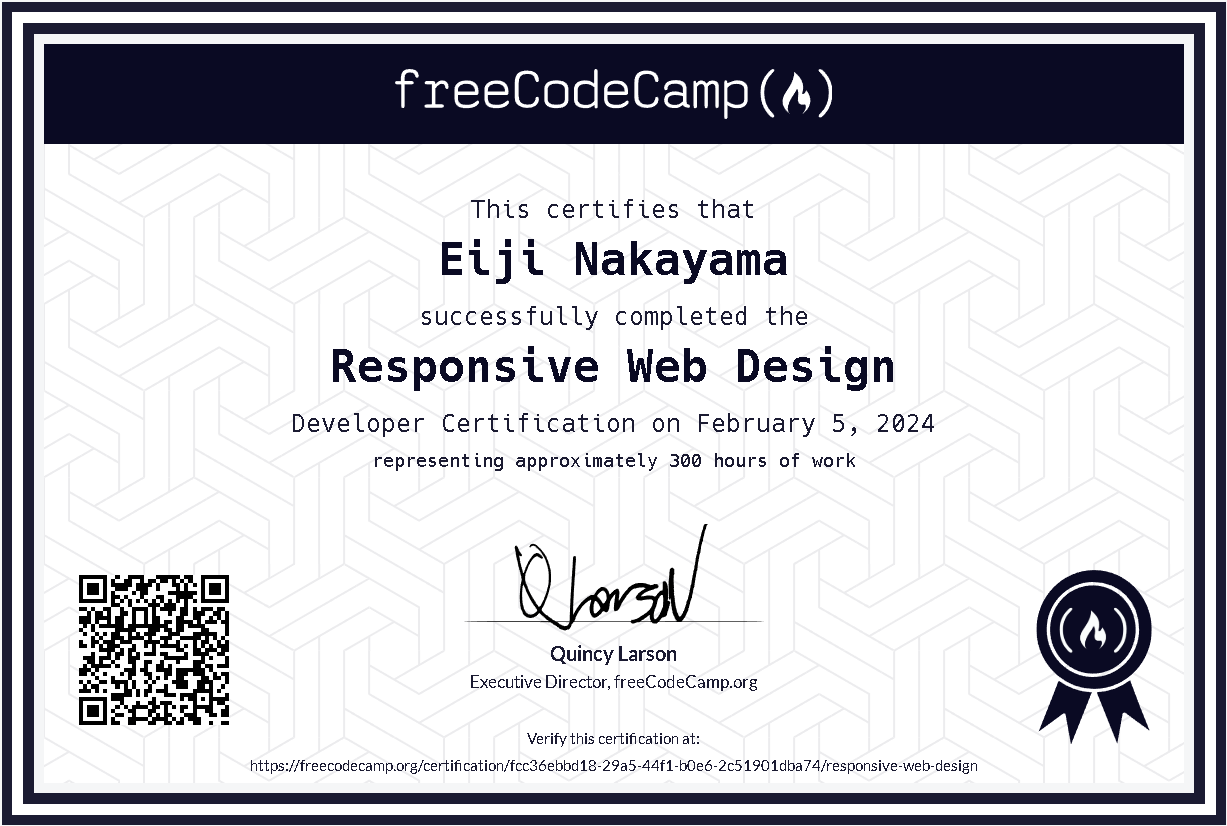 freeCodeCamp
This certifies that
Eiji Nakayama
successfully completed the
Responsive Web Design
Developer Certification on February 5, 2024
representing approximately 300 hours of work
Q Larson
Quincy Larson
Executive Director, freeCodeCamp.org
Verify this certification at:
https://freecodecamp.org/certification/fcc36ebbd18-29a5-44f1-b0e6-2c51901dba74/responsive-web-design